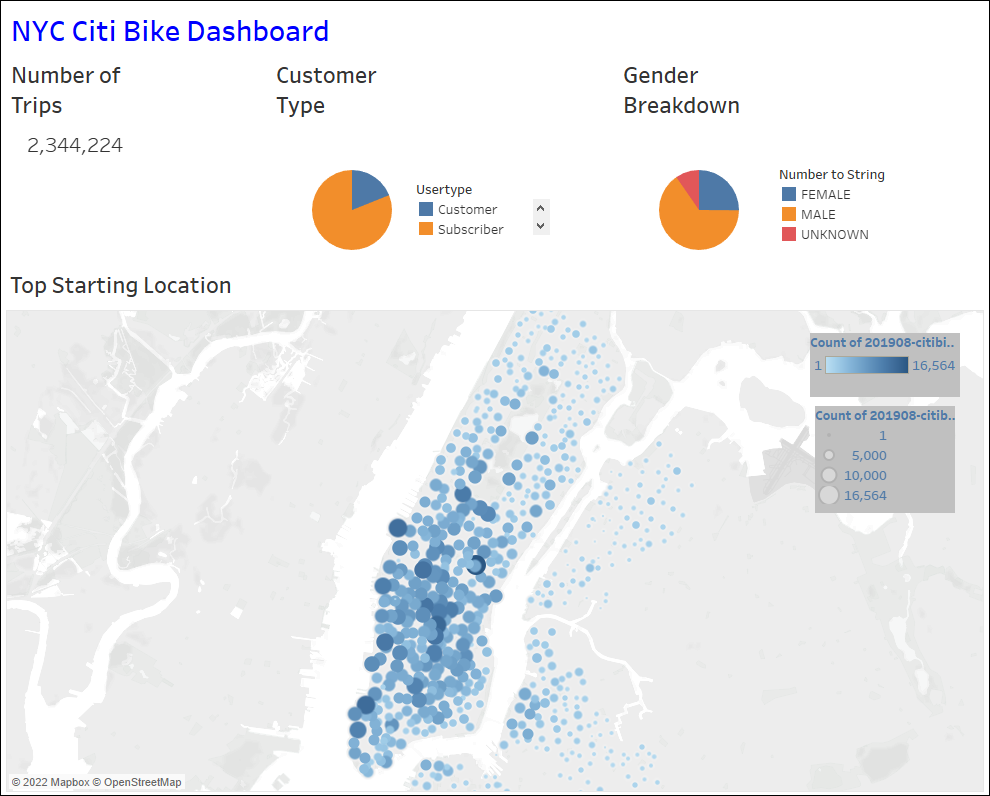 NYC Citi Bike Dashboard
Number of
Trips
2,344,224
Customer
Type
Usertype
Customer
Subscriber
Gender
Breakdown
Number to String
FEMALE
MALE
UNKNOWN
Top Starting Location
Count of 201908-citibi..
1 16,564
Count of 201908-citib..
1
5,000
10,000
16,564
© 2022 Mapbox © OpenStreetMap